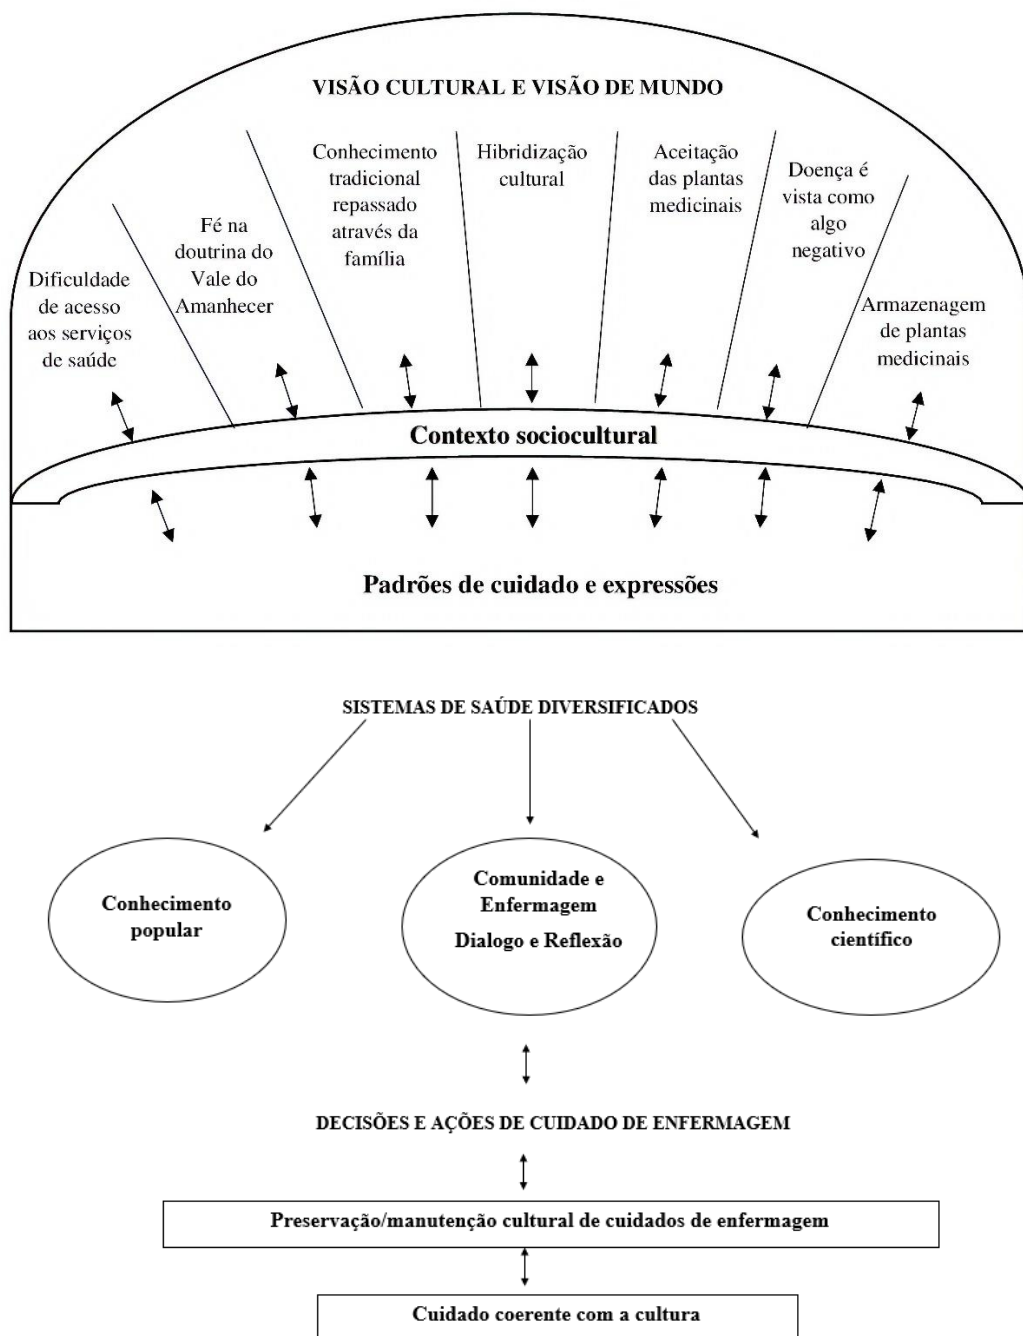 VISÃO CULTURAL E VISÃO DE MUNDO
Dificuldade
de acesso
aos serviços
de saúde
Fé na
doutrina do
Vale do
Amanhecer
Conhecimento
tradicional
repassado
através da
família
Hibridização
cultural
Aceitação
das plantas
medicinais
Doença é
vista como
algo
negativo
Armazenagem
de plantas
medicinais
Contexto sociocultural
Padrões de cuidado e expressões
SISTEMAS DE SAÚDE DIVERSIFICADOS
Conhecimento
popular
Comunidade e
Enfermagem
Dialogo e Reflexão
Conhecimento
científico
DECISÕES E AÇÕES DE CUIDADO DE ENFERMAGEM
Preservação/manutenção cultural de cuidados de enfermagem
Cuidado coerente com a cultura